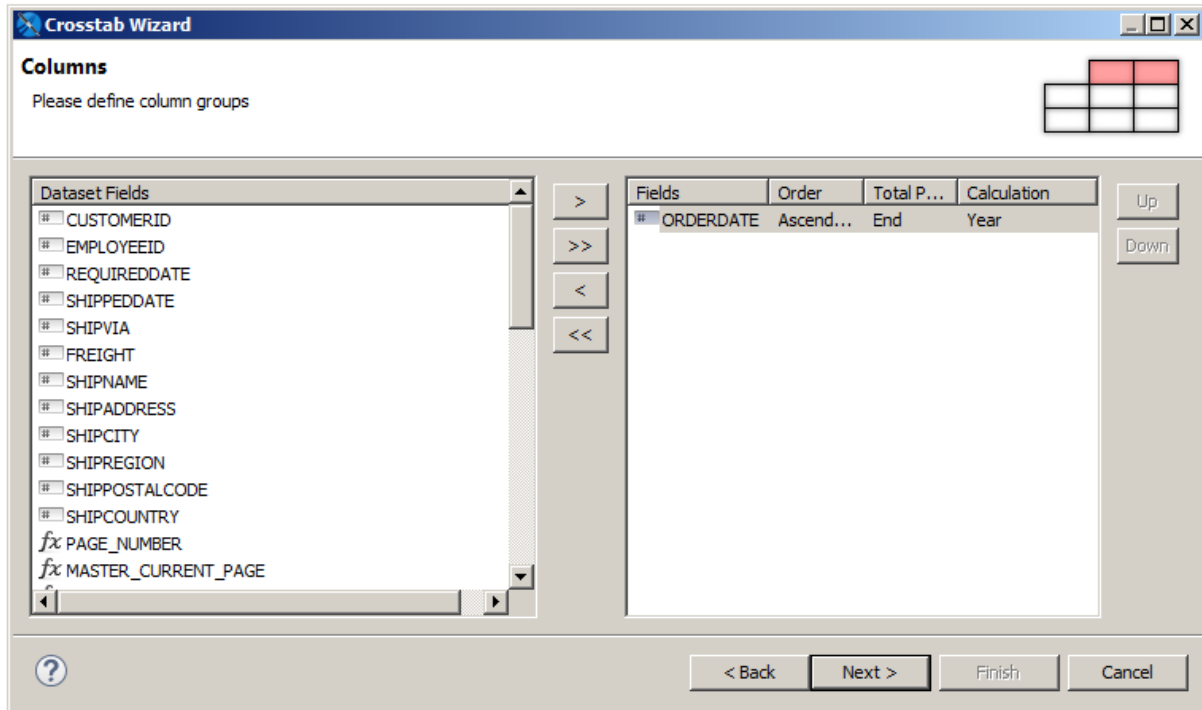 Crosstab Wizard
Columns
Please define column groups
Dataset Fields
# CUSTOMERID
# EMPLOYEEID
# REQUIREDDATE
# SHIPPEDDATE
# SHIPVIA
# FREIGHT
# SHIPNAME
# SHIPADDRESS
# SHIPCITY
# SHIPREGION
# SHIPPOSTALCODE
# SHIPCOUNTRY
fx PAGE_NUMBER
fx MASTER_CURRENT_PAGE
>
>>
<
<<
Fields Order Total P... Calculation
# ORDERDATE Ascend... End Year
Up
Down
?
< Back Next > Finish Cancel